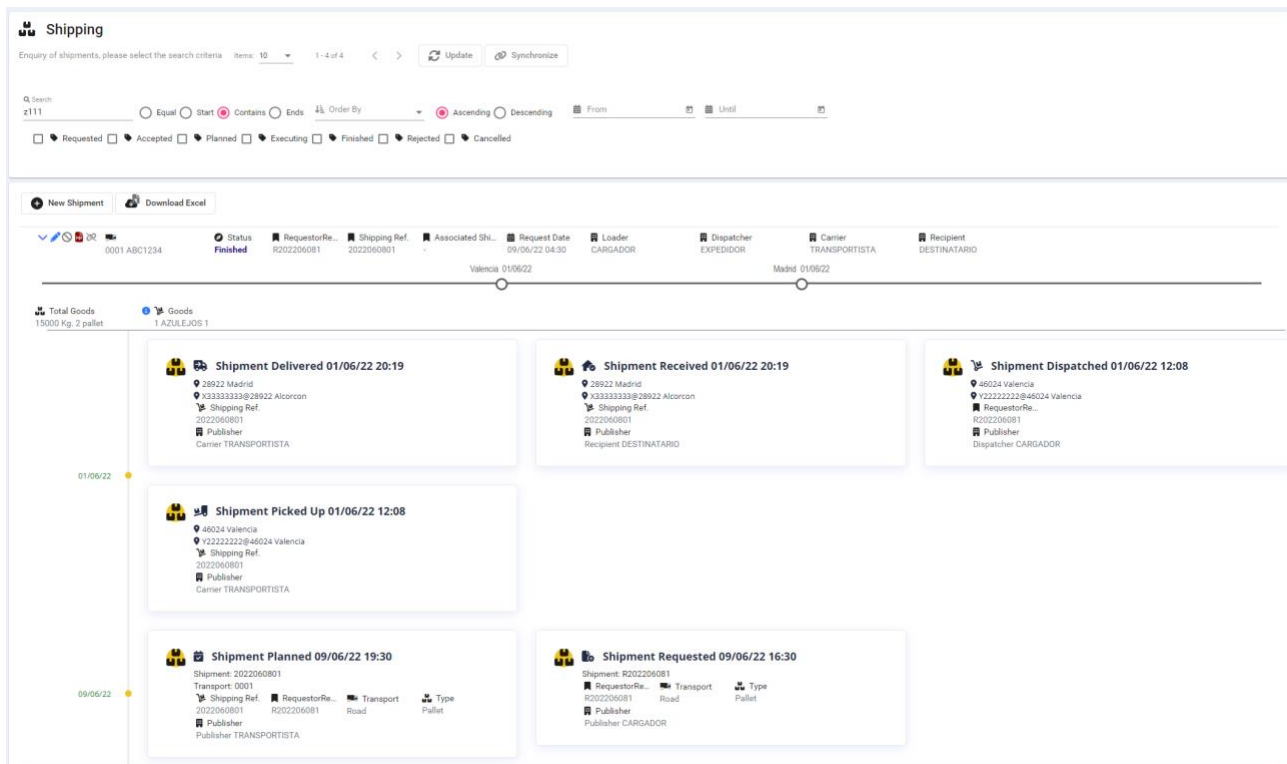 Shipping
Enquiry of shipments, please select the search criteria Items: 10 1 - 4 of 4 Update Synchronize
Search
z111 Equal Start Contains Ends Order By Ascending Descending From Until
Requested Accepted Planned Executing Finished Rejected Cancelled
New Shipment Download Excel
Status RequestorRe... Shipping Ref. Associated Shi... Request Date Loader Dispatcher Carrier Recipient
0001 ABC1234 Finished R202206081 2022060801 - 09/06/22 04:30 CARGADOR EXPEDIDOR TRANSPORTISTA DESTINATARIO
Valencia 01/06/22 Madrid 01/06/22
Total Goods Goods
15000 Kg. 2 pallet 1 AZULEJOS 1
Shipment Delivered 01/06/22 20:19
28922 Madrid
X33333333@28922 Alcorcon
Shipping Ref.
2022060801
Publisher
Carrier TRANSPORTISTA
Shipment Received 01/06/22 20:19
28922 Madrid
X33333333@28922 Alcorcon
Shipping Ref.
2022060801
Publisher
Recipient DESTINATARIO
Shipment Dispatched 01/06/22 12:08
46024 Valencia
Y22222222@46024 Valencia
RequestorRe...
R202206081
Publisher
Dispatcher CARGADOR
01/06/22
Shipment Picked Up 01/06/22 12:08
46024 Valencia
Y22222222@46024 Valencia
Shipping Ref.
2022060801
Publisher
Carrier TRANSPORTISTA
09/06/22
Shipment Planned 09/06/22 19:30
Shipment: 2022060801
Transport: 0001
Shipping Ref. RequestorRe... Transport Type
2022060801 R202206081 Road Pallet
Publisher
Publisher TRANSPORTISTA
Shipment Requested 09/06/22 16:30
Shipment: R202206081
RequestorRe... Transport Type
R202206081 Road Pallet
Publisher
Publisher CARGADOR